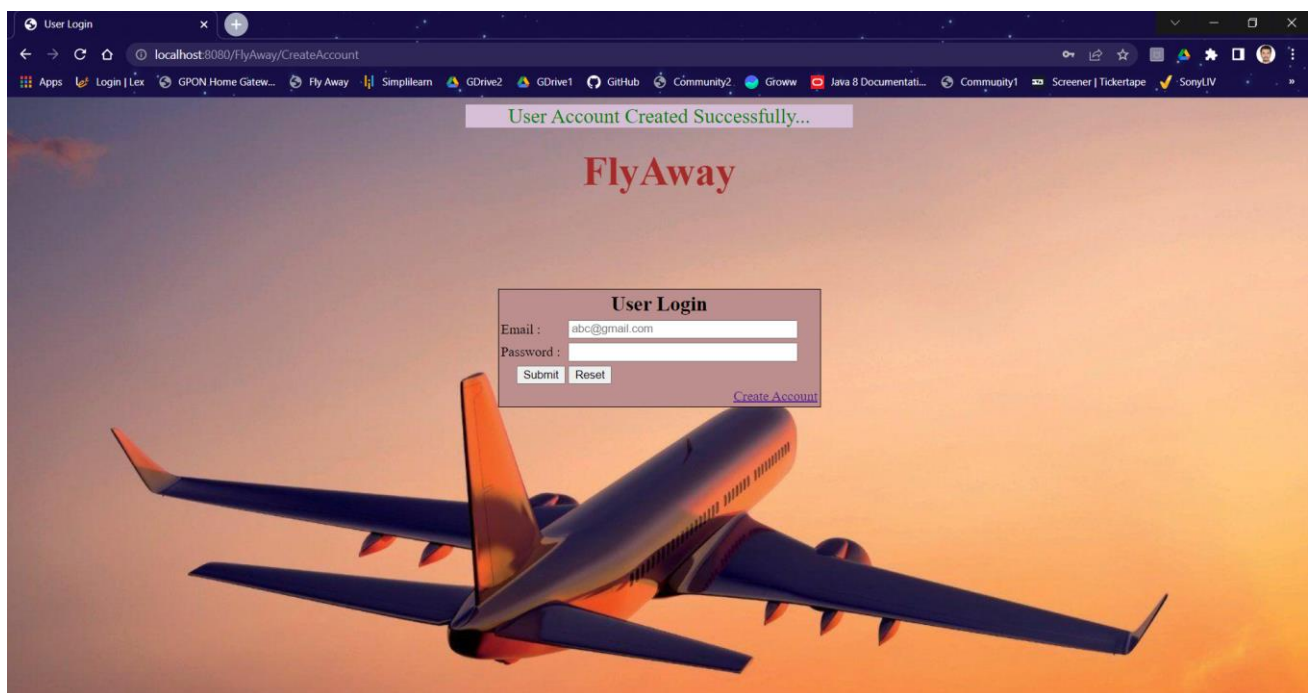 User Login
localhost:8080/FlyAway/CreateAccount
Apps Login | Lex GPON Home Gatew... Fly Away Simplilearn GDrive2 GDrive1 GitHub Community2 Groww Java 8 Documentati... Community1 Screener | Tickertape SonyLIV »
User Account Created Successfully...
FlyAway
User Login
Email : abc@gmail.com
Password :
Submit Reset
Create Account